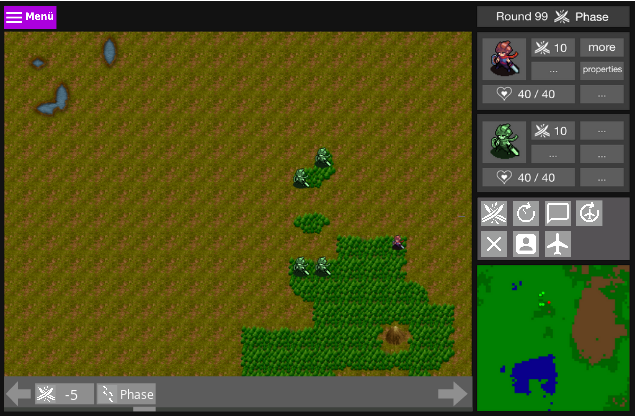 Menü
Round 99 Phase
10 more
... properties
40 / 40 ...
10 ...
... ...
40 / 40 ...
-5 Phase